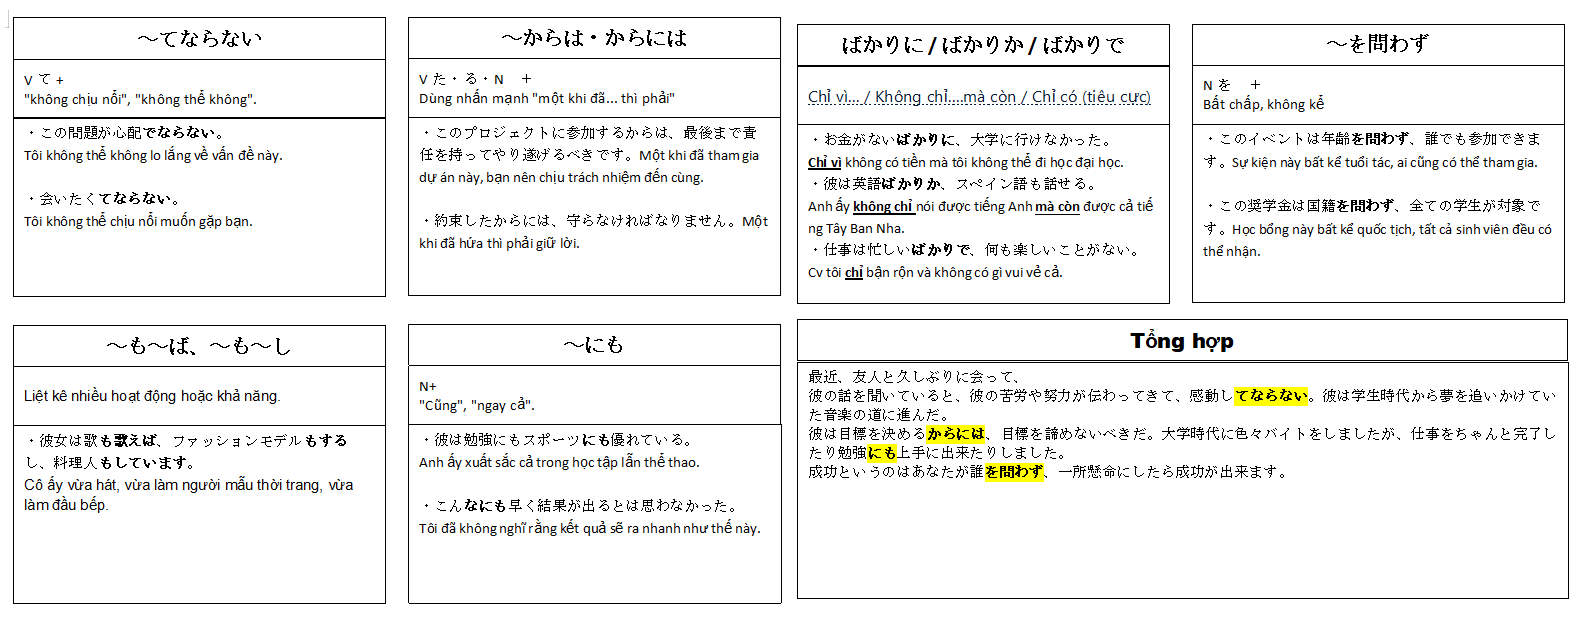 ～てならない
V て +
"không chịu nổi", "không thể không".
・この問題が心配でならない。
Tôi không thể không lo lắng về vấn đề này.
・会いたくてならない。
Tôi không thể chịu nổi muốn gặp bạn.
～からは・からには
V た・る・N ＋
Dùng nhấn mạnh "một khi đã... thì phải"
・このプロジェクトに参加するからは、最後まで責
任を持ってやり遂げるべきです。Một khi đã tham gia
dự án này, bạn nên chịu trách nhiệm đến cùng.
・約束したからには、守らなければなりません。Một
khi đã hứa thì phải giữ lời.
ばかりに / ばかりか / ばかりで
Chỉ vì... / Không chỉ....mà còn / Chỉ có (tiêu cực)
・お金がないばかりに、大学に行けなかった。
Chỉ vì không có tiền mà tôi không thể đi học đại học.
・彼は英語ばかりか、スペイン語も話せる。
Anh ấy không chỉ nói được tiếng Anh mà còn được cả tiế
ng Tây Ban Nha.
・仕事は忙しいばかりで、何も楽しいことがない。
Cv tôi chỉ bận rộn và không có gì vui vẻ cả.
～を問わず
N を ＋
Bất chấp, không kể
・このイベントは年齢を問わず、誰でも参加できま
す。Sự kiện này bất kể tuổi tác, ai cũng có thể tham gia.
・この奨学金は国籍を問わず、全ての学生が対象で
す。Học bổng này bất kể quốc tịch, tất cả sinh viên đều có
thể nhận.
～も～ば、～も～し
Liệt kê nhiều hoạt động hoặc khả năng.
・彼女は歌も歌えば、ファッションモデルもする
し、料理人もしています。
Cô ấy vừa hát, vừa làm người mẫu thời trang, vừa
làm đầu bếp.
～にも
N+
"Cũng", "ngay cả".
・彼は勉強にもスポーツにも優れている。
Anh ấy xuất sắc cả trong học tập lẫn thể thao.
・こんなにも早く結果が出るとは思わなかった。
Tôi đã không nghĩ rằng kết quả sẽ ra nhanh như thế này.
Tổng hợp
最近、友人と久しぶりに会って、
彼の話を聞いていると、彼の苦労や努力が伝わってきて、感動してならない。彼は学生時代から夢を追いかけてい
た音楽の道に進んだ。
彼は目標を決めるからには、目標を諦めないべきだ。大学時代に色々バイトをしましたが、仕事をちゃんと完了し
たり勉強にも上手に出来たりしました。
成功というのはあなたが誰を問わず、一所懸命にしたら成功が出来ます。